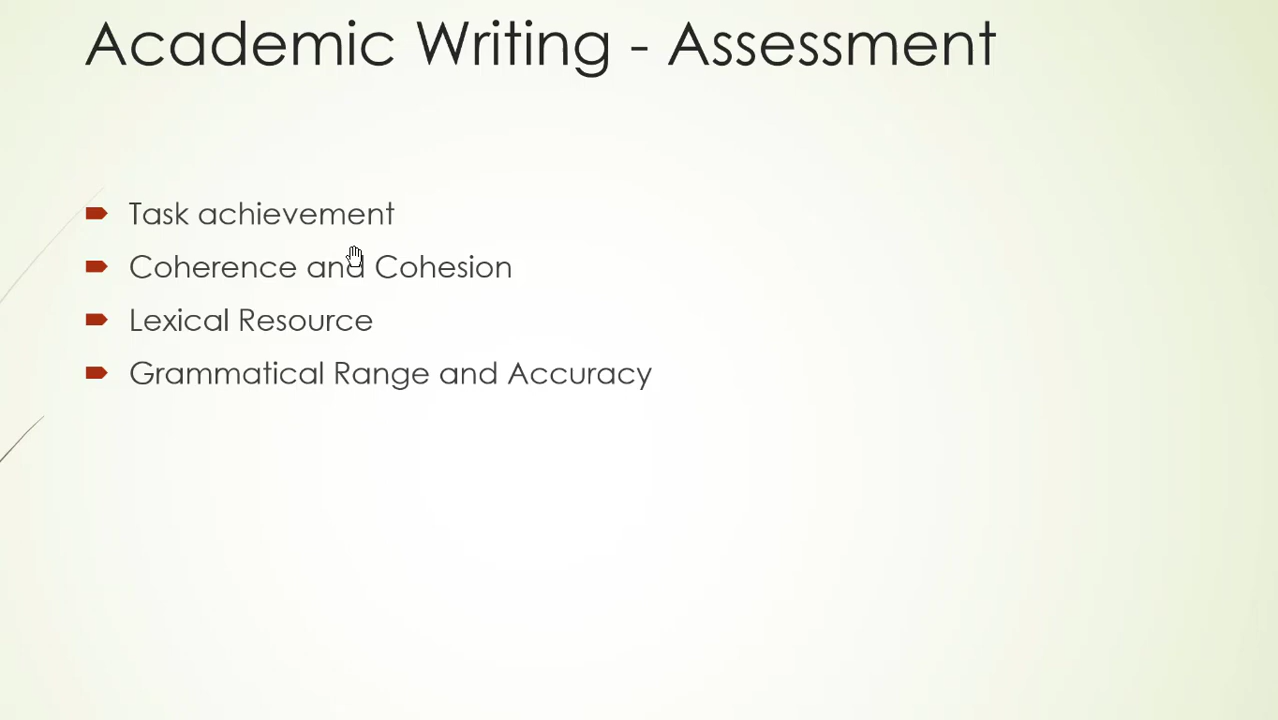 Academic Writing - Assessment
Task achievement
Coherence and Cohesion
Lexical Resource
Grammatical Range and Accuracy